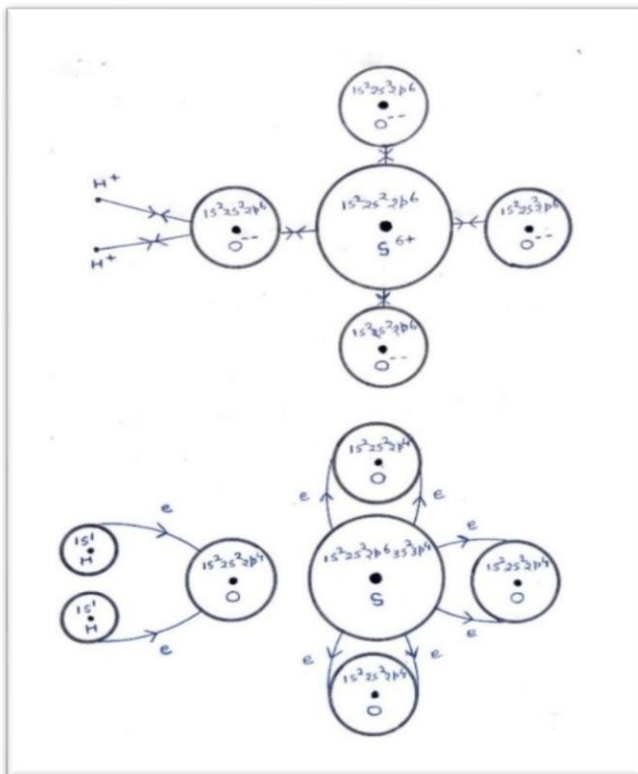 1s²2s²2p⁶
O⁻⁻
H⁺
1s²2s²2p⁶
O⁻⁻
H⁺
1s²2s²2p⁶
S⁶⁺
1s²2s²2p⁶
O⁻⁻
1s²2s²2p⁶
O⁻⁻
1s²2s²2p⁴
O
e
e
e
1s¹
H
1s¹
H
e
1s²2s²2p⁴
O
1s²2s²2p⁶3s²3p⁴
S
e
1s²2s²2p⁴
O
e
e
e
1s²2s²2p⁴
O